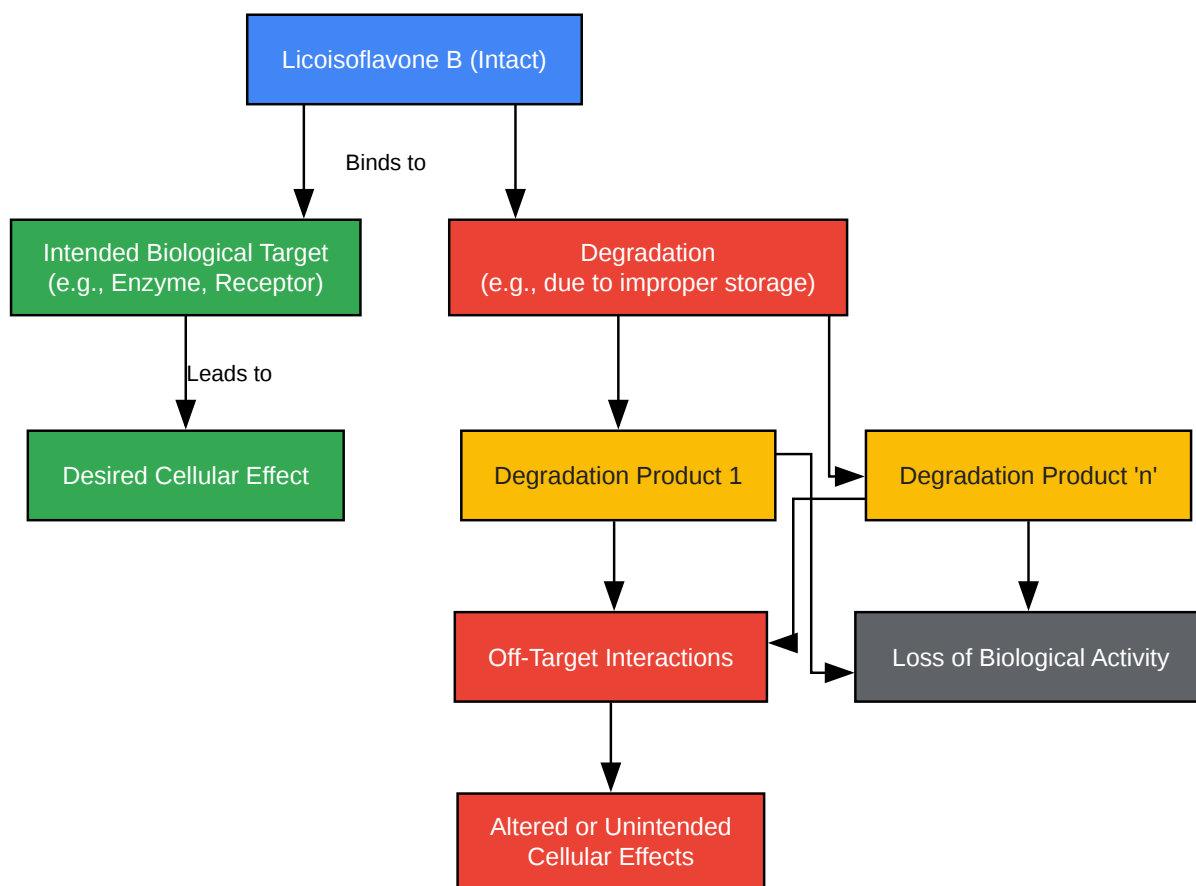 Licoisoflavone B (Intact)
Binds to
Intended Biological Target
(e.g., Enzyme, Receptor)
Degradation
(e.g., due to improper storage)
Leads to
Desired Cellular Effect
Degradation Product 1
Degradation Product 'n'
Off-Target Interactions
Loss of Biological Activity
Altered or Unintended
Cellular Effects